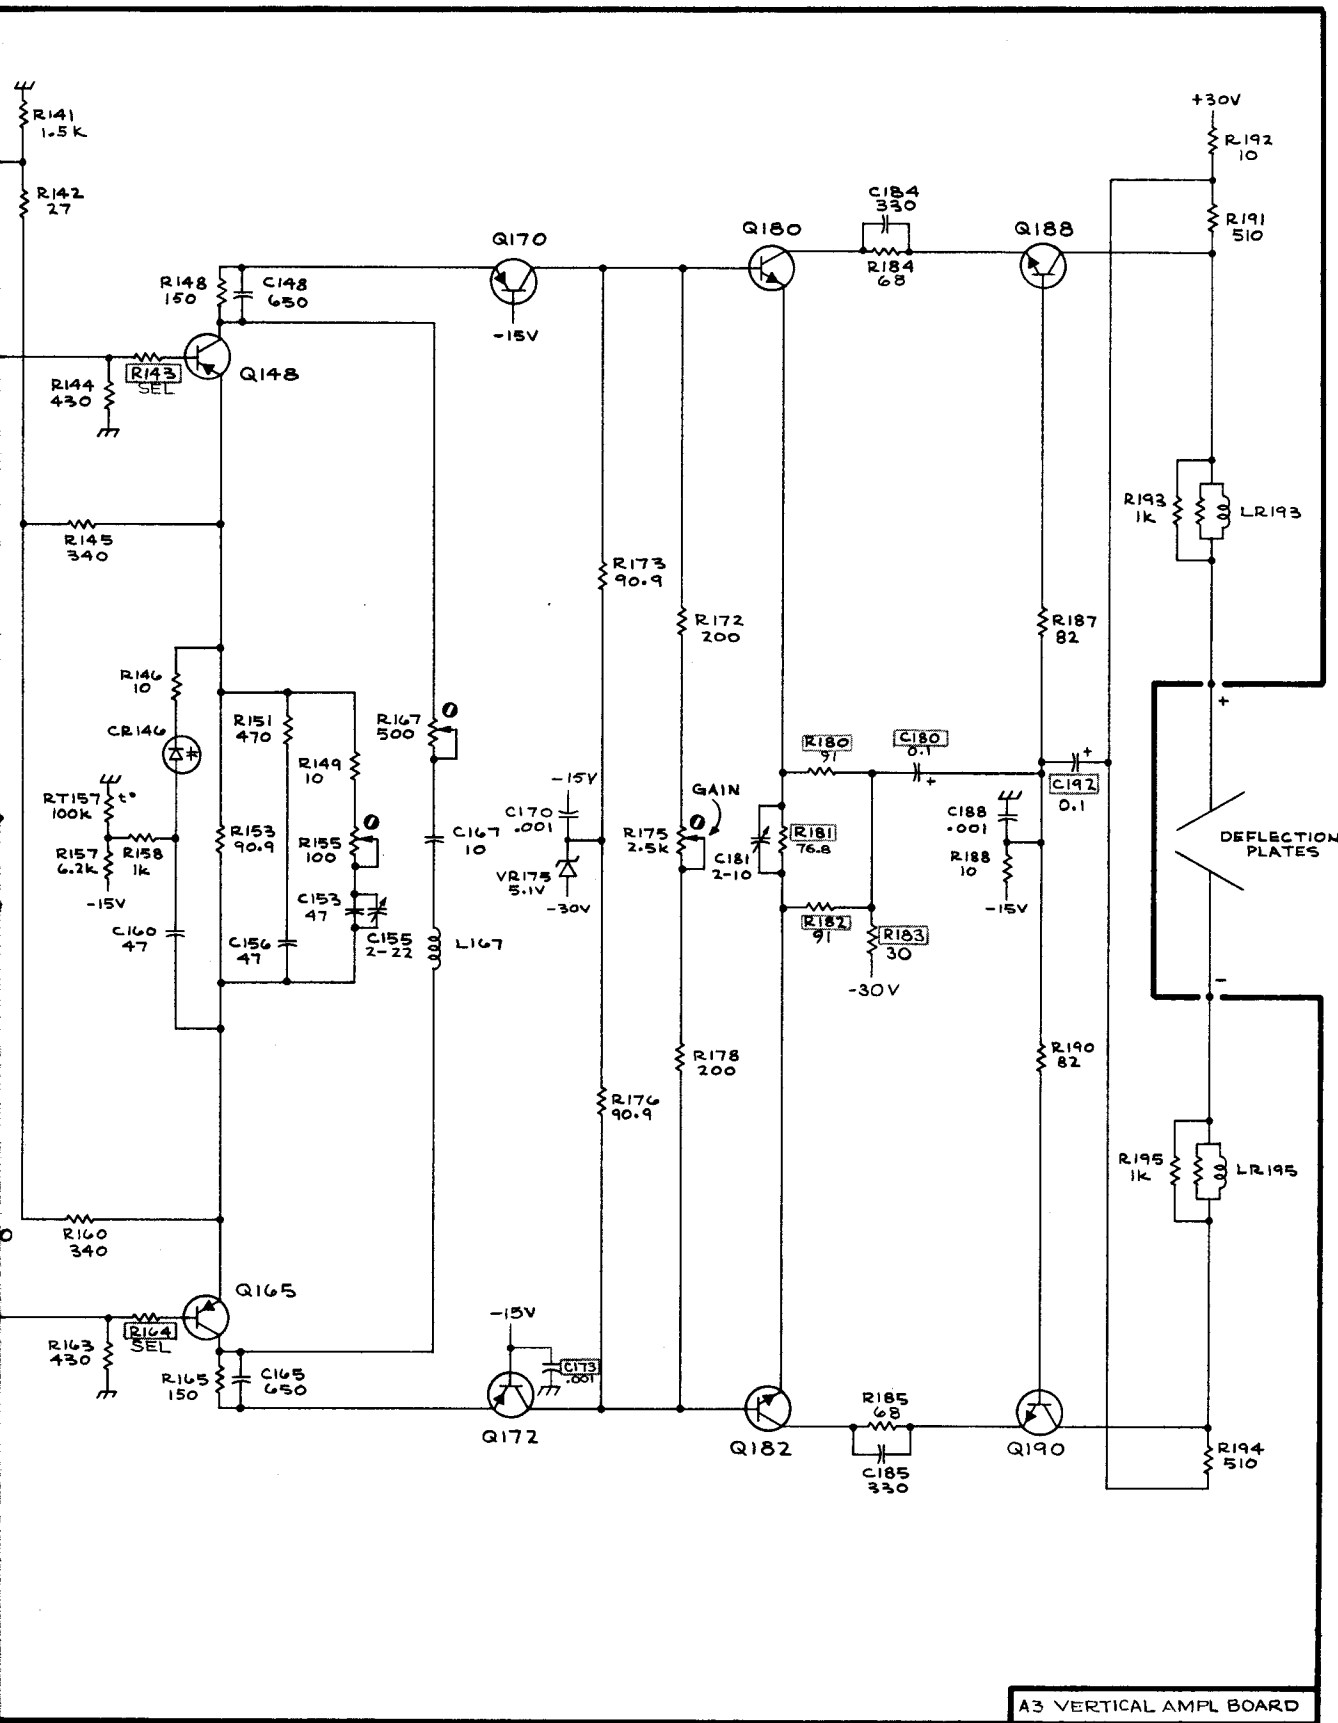 R141
1.5K
R142
27
+30V
R192
10
R191
510
C184
330
R184
68
Q170
Q180
Q188
R148
150
C148
650
-15V
R143
SEL
Q148
R144
430
R145
340
R193
1K
LR193
R173
90.9
R172
200
R187
82
R146
10
CR146
R151
470
R149
10
R167
500
RT157
100K
t°
R157
6.2K
R158
1K
-15V
R153
90.9
R155
100
C153
47
C155
2-22
C160
47
C156
47
C167
10
L167
-15V
C170
.001
VR175
5.1V
-30V
GAIN
R175
2.5K
C181
2-10
R180
91
C180
0.1
+
R181
76.8
R182
91
R183
30
-30V
C188
.001
R188
10
-15V
+
C192
0.1
+
DEFLECTION
PLATES
-
R178
200
R176
90.9
R190
82
R195
1K
LR195
R160
340
Q165
R163
430
R164
SEL
R165
150
C165
650
-15V
C173
.001
Q172
Q182
R185
68
C185
330
Q190
R194
510
A3 VERTICAL AMPL BOARD